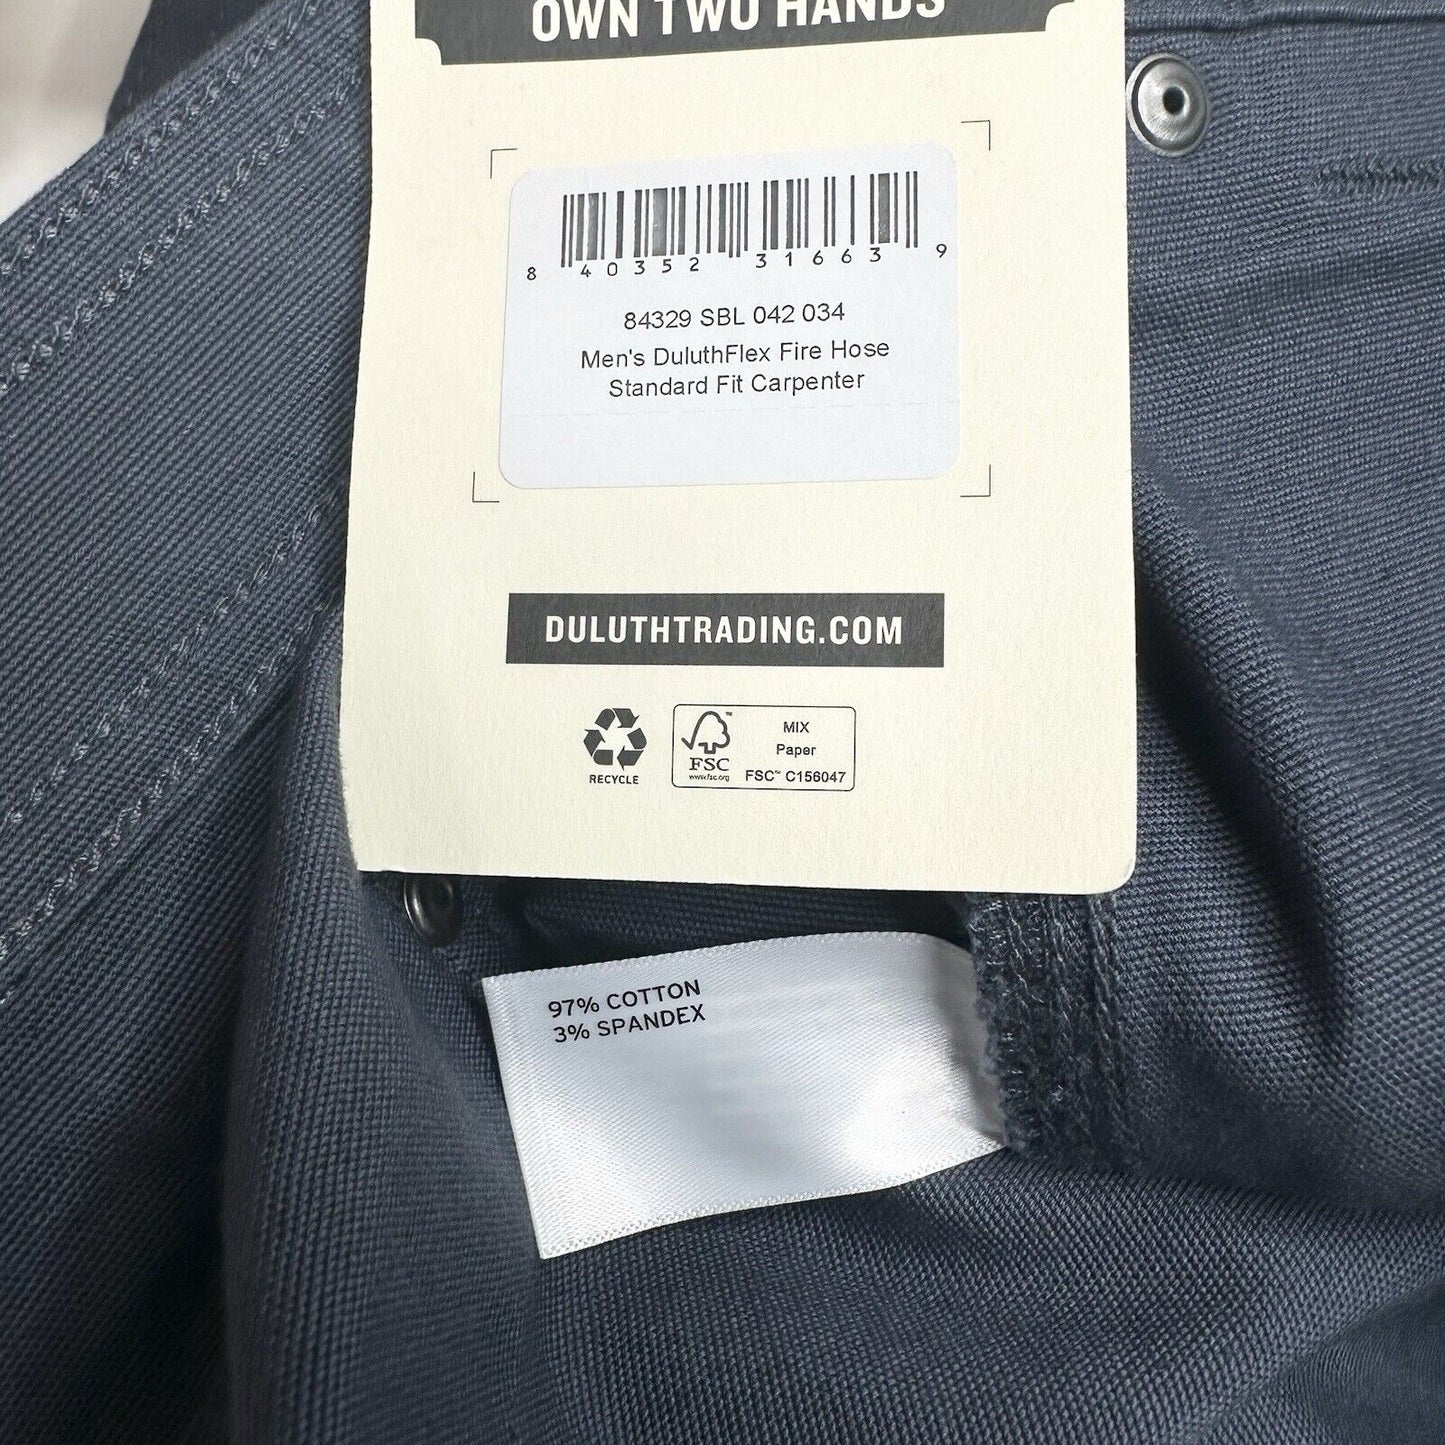 OWN TWO HANDS
8 40352 31663 9
84329 SBL 042 034
Men's DuluthFlex Fire Hose
Standard Fit Carpenter
DULUTHTRADING.COM
RECYCLE
FSC
www.fsc.org
MIX
Paper
FSC™ C156047
97% COTTON
3% SPANDEX